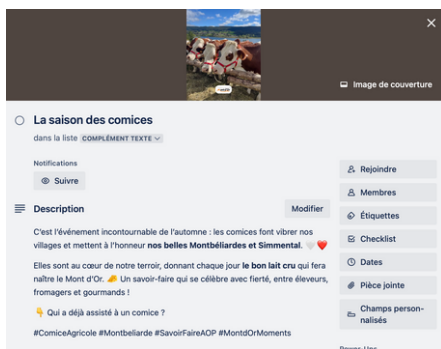 Image de couverture
La saison des comices
dans la liste COMPLÉMENT TEXTE
Notifications
Suivre
Rejoindre
Membres
Description
Modifier
Étiquettes
C'est l'événement incontournable de l'automne : les comices font vibrer nos
villages et mettent à l'honneur nos belles Montbéliardes et Simmental. 🤍❤️
Checklist
Elles sont au cœur de notre terroir, donnant chaque jour le bon lait cru qui fera
naître le Mont d'Or. 🧀 Un savoir-faire qui se célèbre avec fierté, entre éleveurs,
fromagers et gourmands !
Dates
Pièce jointe
👇 Qui a déjà assisté à un comice ?
Champs person-
nalisés
#ComiceAgricole #Montbeliarde #SavoirFaireAOP #MontdOrMoments
Power-Ups